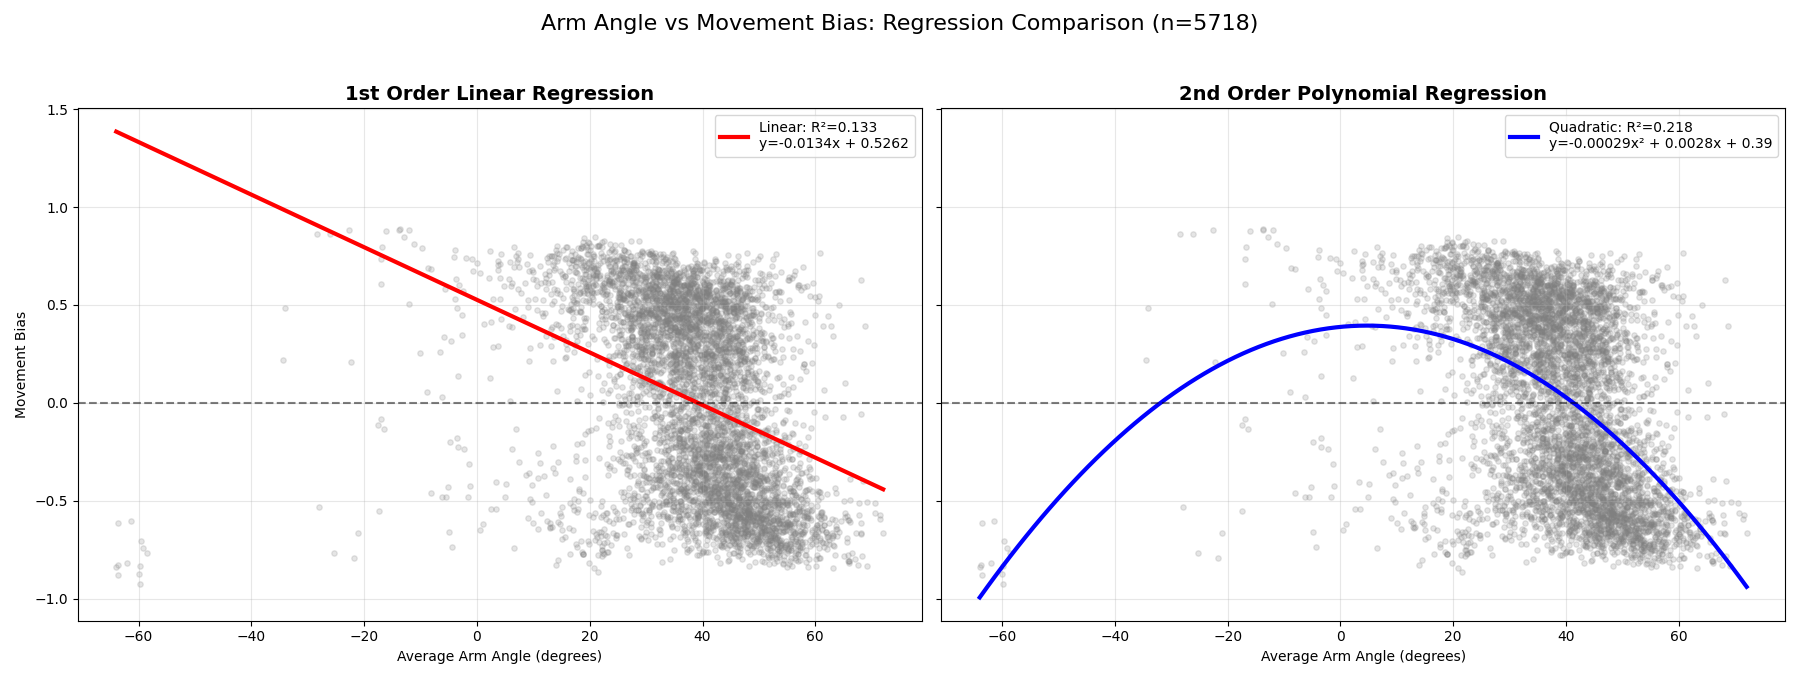 Arm Angle vs Movement Bias: Regression Comparison (n=5718)
1st Order Linear Regression
Linear: R²=0.133
y=-0.0134x + 0.5262
1.5
1.0
0.5
0.0
−0.5
−1.0
Movement Bias
−60 −40 −20 0 20 40 60
Average Arm Angle (degrees)
2nd Order Polynomial Regression
Quadratic: R²=0.218
y=-0.00029x² + 0.0028x + 0.39
−60 −40 −20 0 20 40 60
Average Arm Angle (degrees)